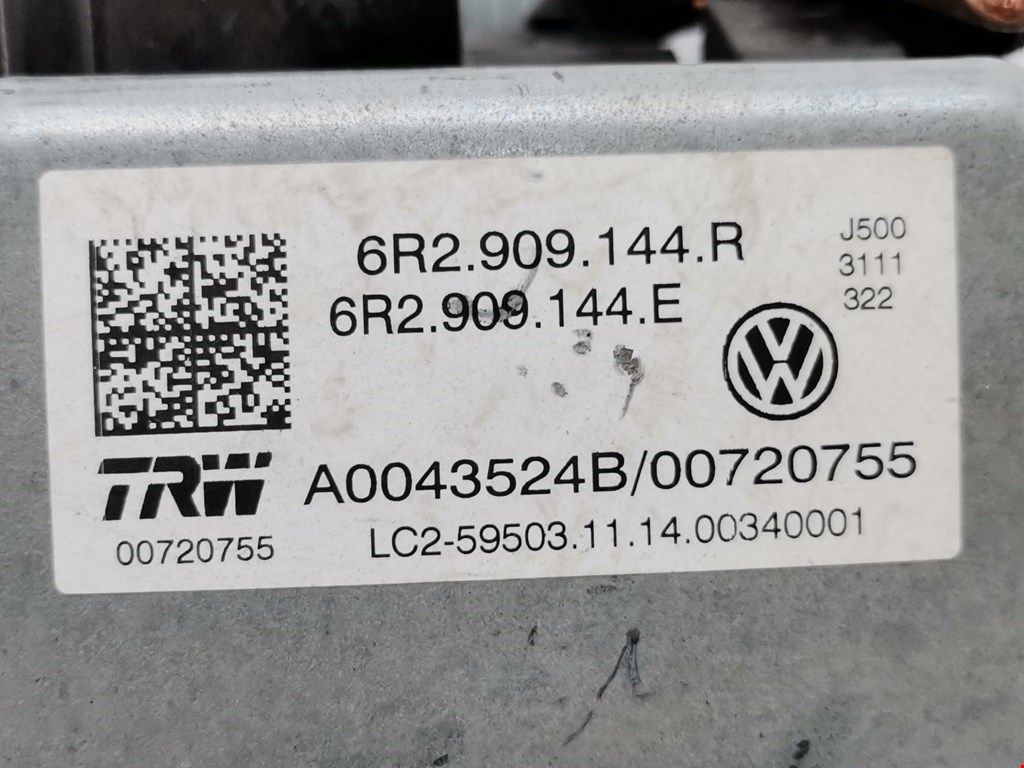 6R2.909.144.R
6R2.909.144.E
J500
3111
322
TRW
A0043524B/00720755
00720755
LC2-59503.11.14.00340001